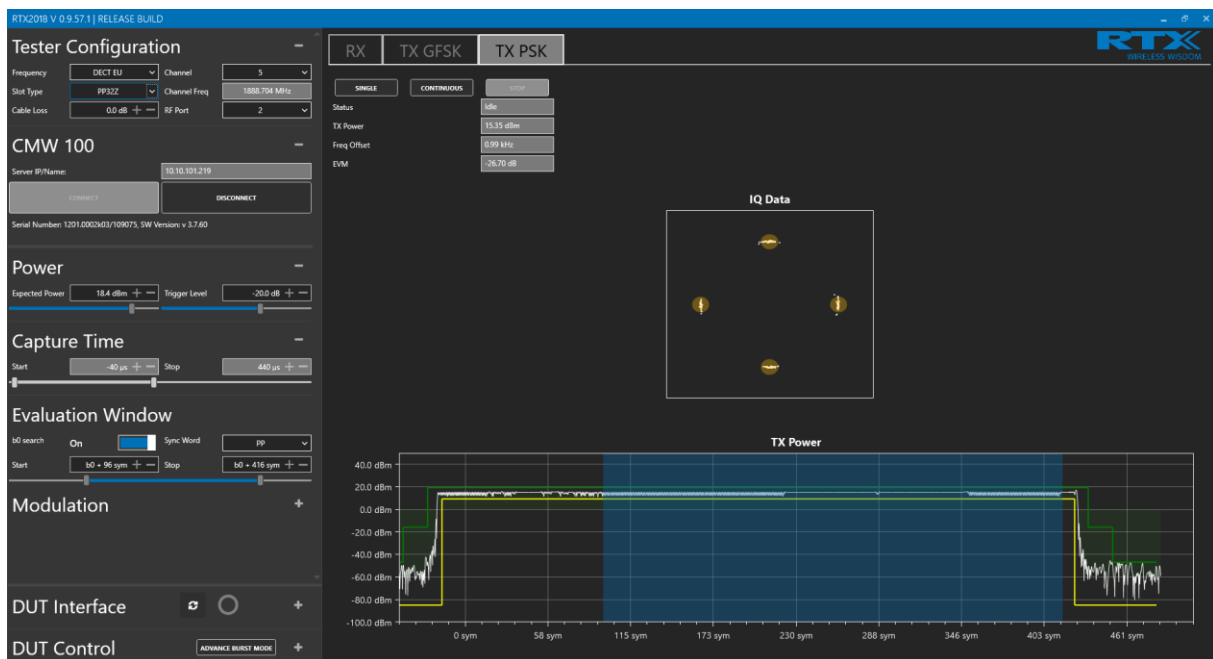 RTX2018 V 0.9.57.1 | RELEASE BUILD
Tester Configuration
Frequency DECT EU Channel 5
Slot Type PP32Z Channel Freq 1888.704 MHz
Cable Loss 0.0 dB RF Port 2
CMW 100
Server IP/Name: 10.10.101.219
CONNECT DISCONNECT
Serial Number: 1201.0002k03/109075, SW Version: v 3.7.60
Power
Expected Power 18.4 dBm Trigger Level -20.0 dB
Capture Time
Start -40 µs Stop 440 µs
Evaluation Window
b0 search On Sync Word PP
Start b0 + 96 sym Stop b0 + 416 sym
Modulation
DUT Interface
DUT Control ADVANCE BURST MODE
RX TX GFSK TX PSK
RTX
WIRELESS WISDOM
SINGLE CONTINUOUS STOP
Status Idle
TX Power 15.35 dBm
Freq Offset 0.99 kHz
EVM -26.70 dB
IQ Data
TX Power
40.0 dBm
20.0 dBm
0.0 dBm
-20.0 dBm
-40.0 dBm
-60.0 dBm
-80.0 dBm
-100.0 dBm
0 sym 58 sym 115 sym 173 sym 230 sym 288 sym 346 sym 403 sym 461 sym